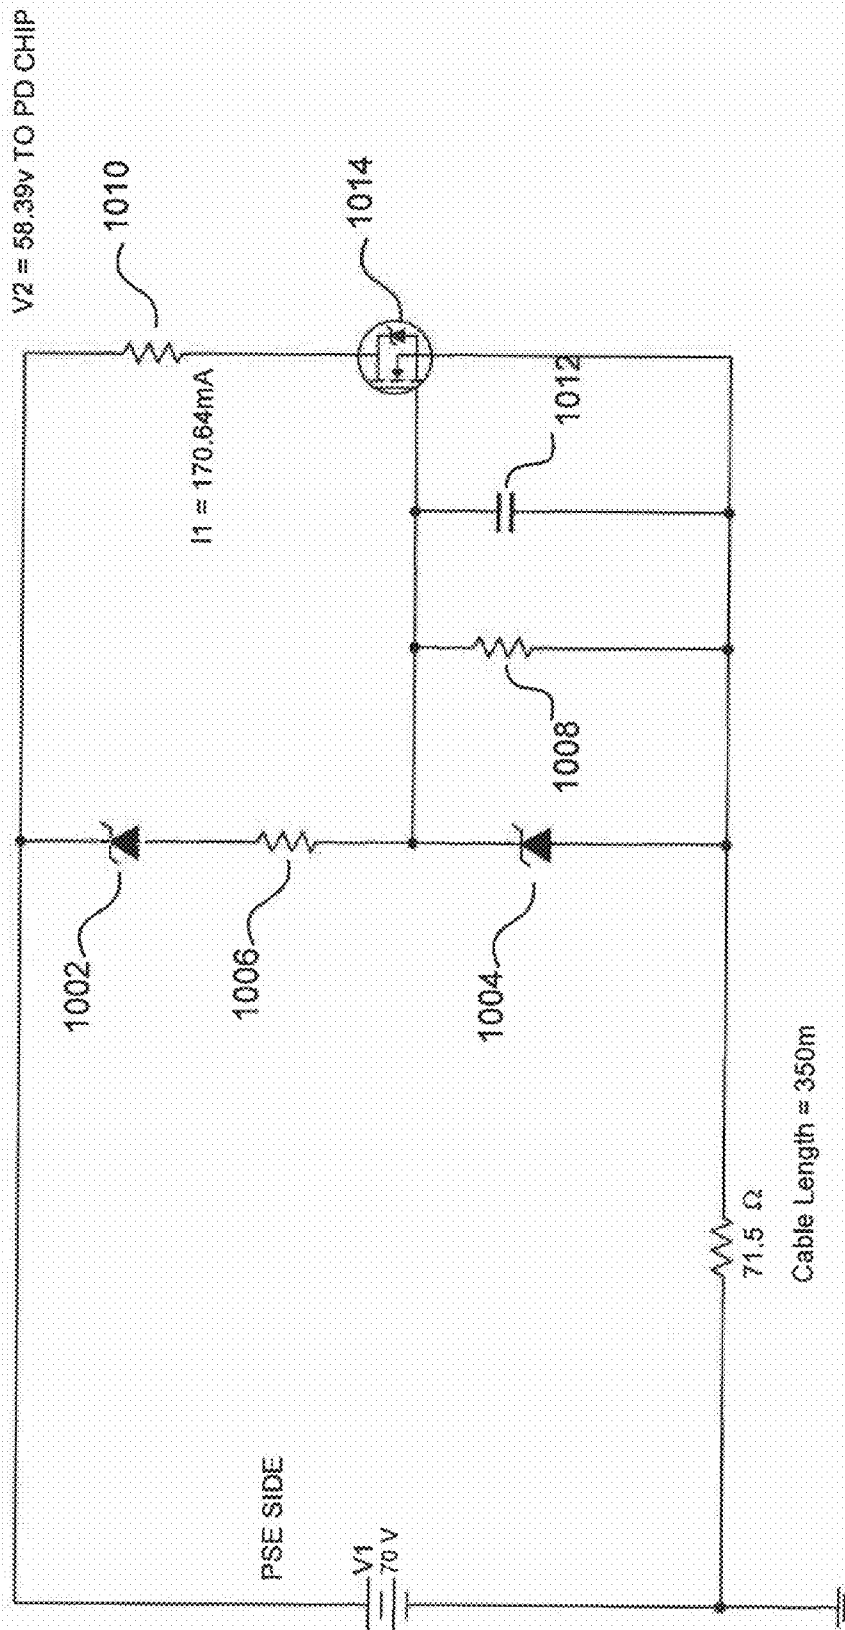 V2 = 58.39v TO PD CHIP
1010
1014
I1 = 170.64mA
1012
1008
1002
1006
1004
71.5 Ω
Cable Length = 350m
PSE SIDE
V1
70 V